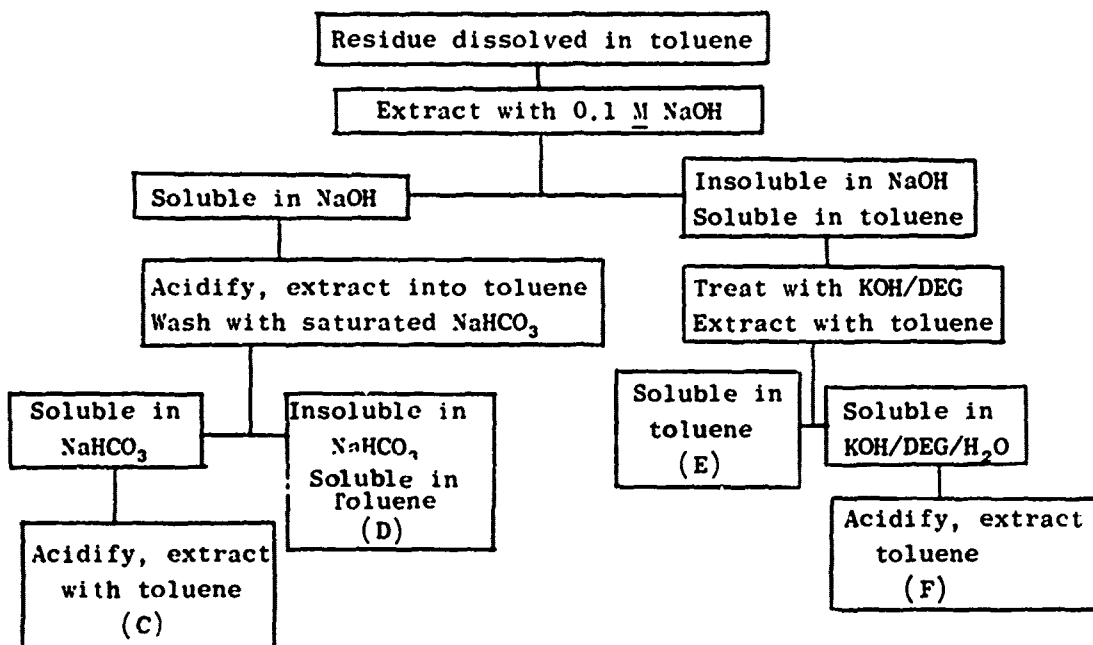 Residue dissolved in toluene
Extract with 0.1 M NaOH
Soluble in NaOH
Insoluble in NaOH
Soluble in toluene
Acidify, extract into toluene
Wash with saturated NaHCO₃
Treat with KOH/DEG
Extract with toluene
Soluble in
NaHCO₃
Insoluble in
NaHCO₃
Soluble in
Toluene
(D)
Soluble in
toluene
(E)
Soluble in
KOH/DEG/H₂O
Acidify, extract
with toluene
(C)
Acidify, extract
toluene
(F)